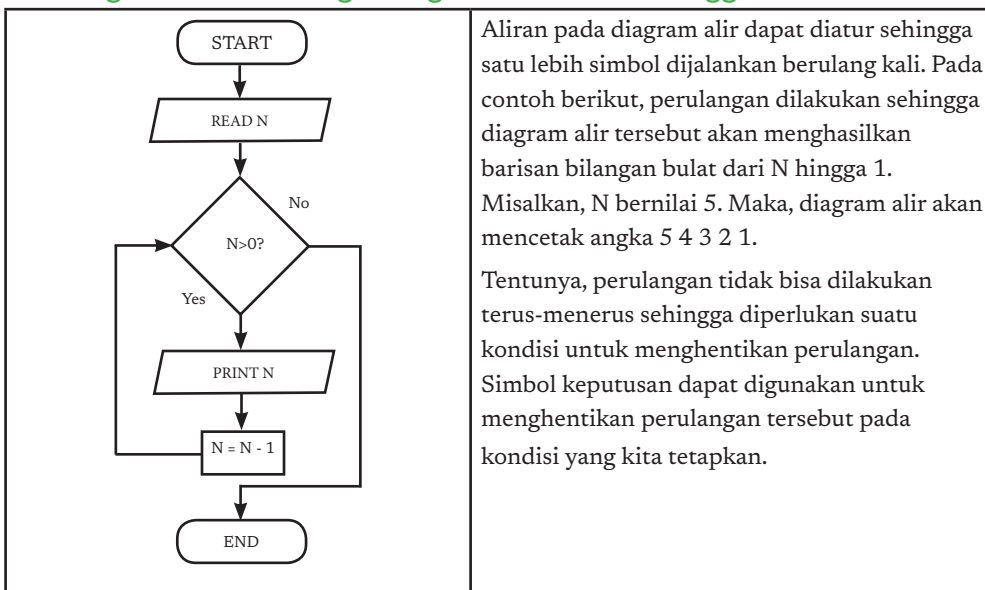 START
READ N
No
N>0?
Yes
PRINT N
N = N - 1
END
Aliran pada diagram alir dapat diatur sehingga
satu lebih simbol dijalankan berulang kali. Pada
contoh berikut, perulangan dilakukan sehingga
diagram alir tersebut akan menghasilkan
barisan bilangan bulat dari N hingga 1.
Misalkan, N bernilai 5. Maka, diagram alir akan
mencetak angka 5 4 3 2 1.
Tentunya, perulangan tidak bisa dilakukan
terus-menerus sehingga diperlukan suatu
kondisi untuk menghentikan perulangan.
Simbol keputusan dapat digunakan untuk
menghentikan perulangan tersebut pada
kondisi yang kita tetapkan.